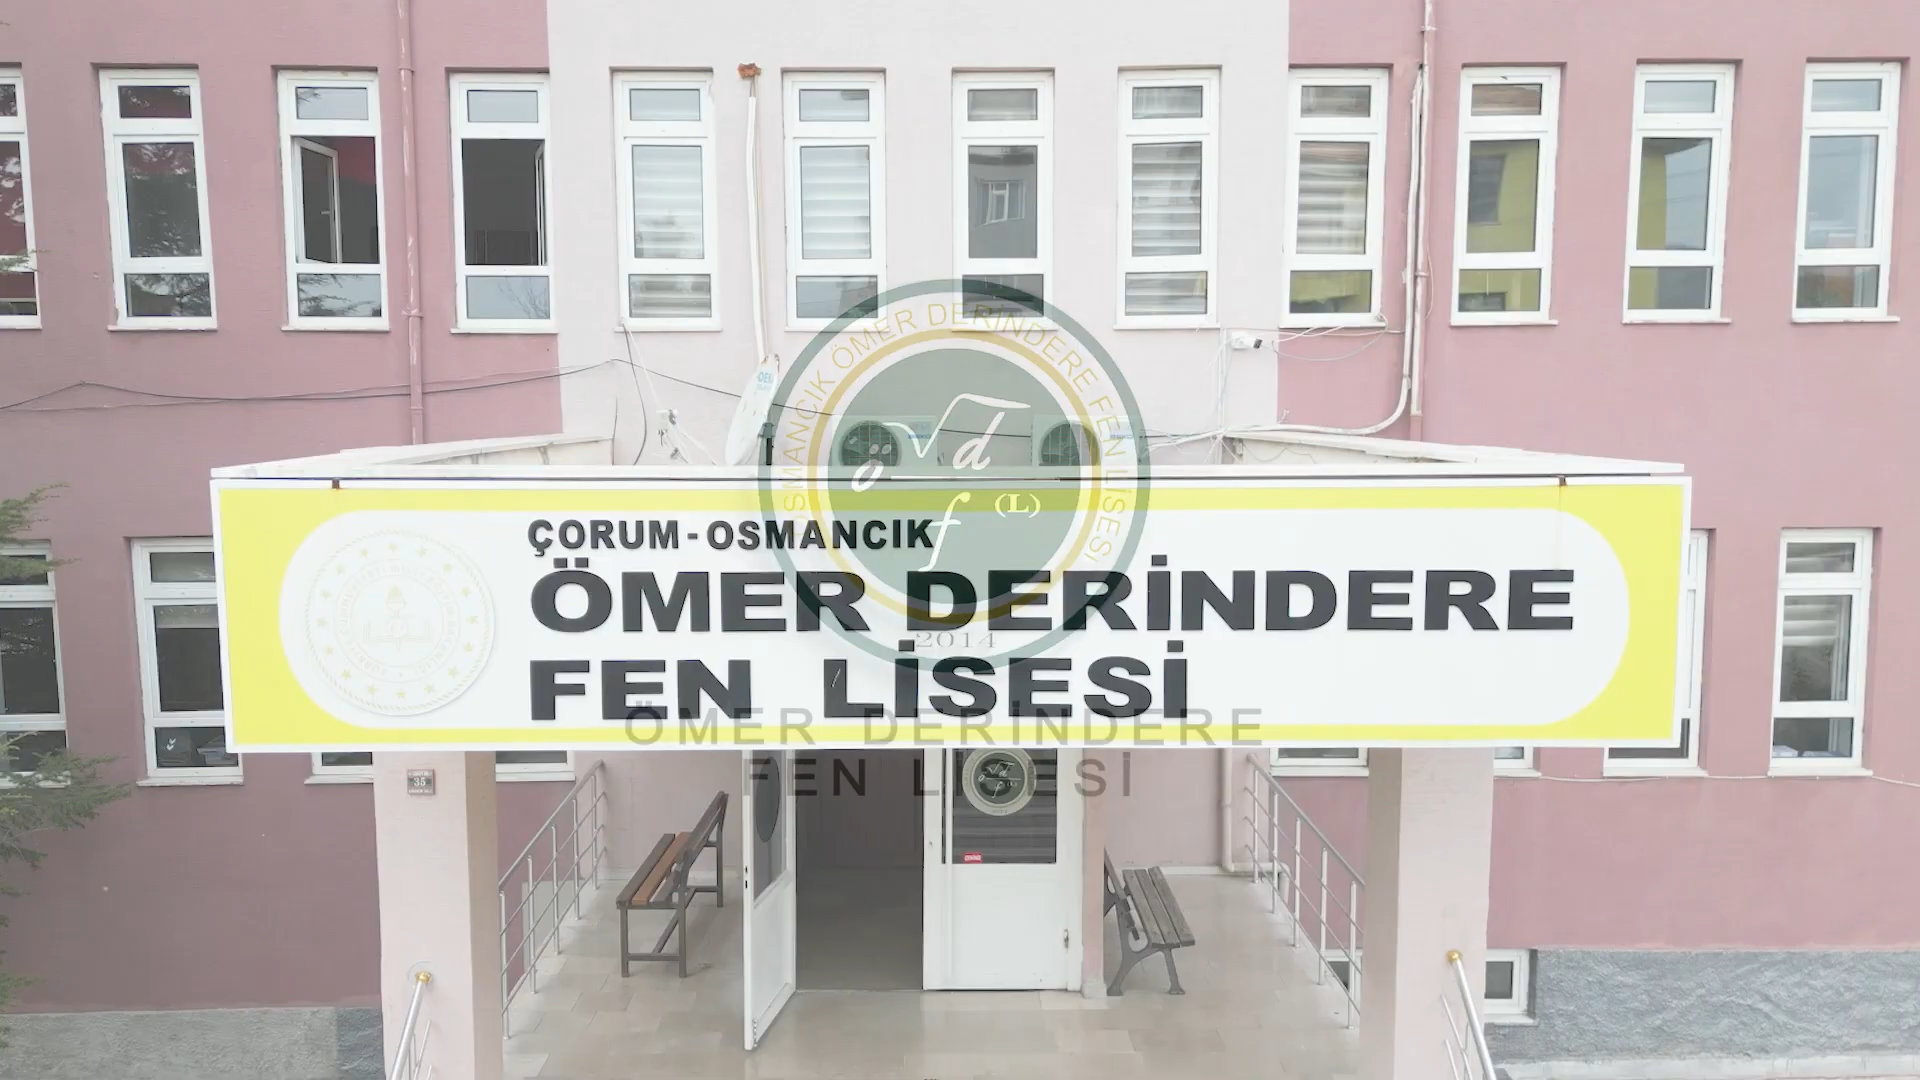 OSMANCIK ÖMER DERİNDERE FEN LİSESİ
ö √d
f (L)
ÇORUM-OSMANCIK
ÖMER DERİNDERE
2014
FEN LİSESİ
ÖMER DERİNDERE
FEN LİSESİ
35